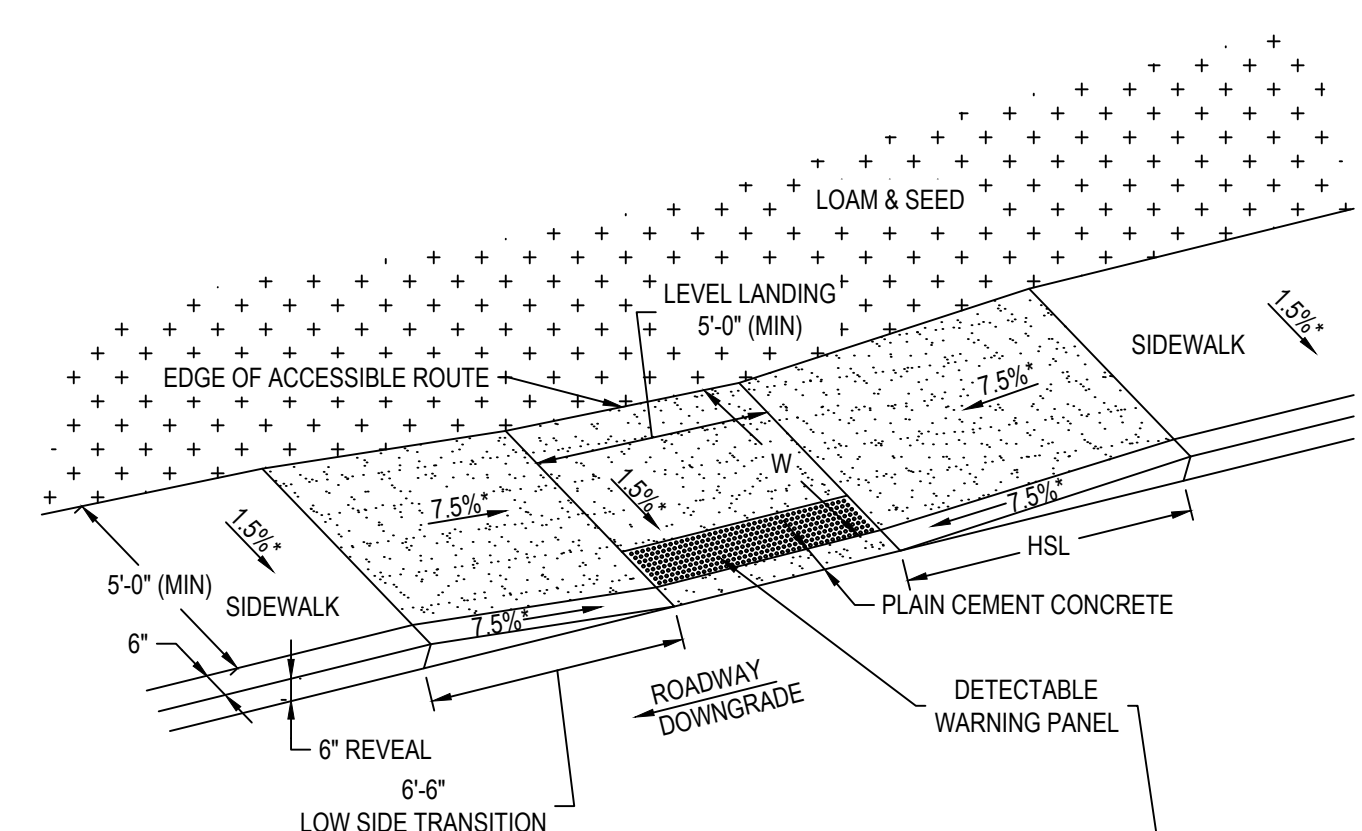 LOAM & SEED
LEVEL LANDING
5'-0" (MIN)
1.5%*
SIDEWALK
EDGE OF ACCESSIBLE ROUTE
7.5%*
W
1.5%*
7.5%*
7.5%*
1.5%*
HSL
5'-0" (MIN)
SIDEWALK
PLAIN CEMENT CONCRETE
7.5%*
6"
ROADWAY
DOWNGRADE
DETECTABLE
WARNING PANEL
6" REVEAL
6'-6"
LOW SIDE TRANSITION